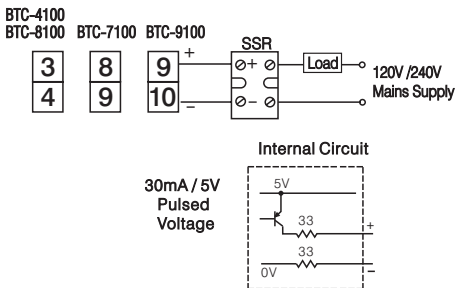 BTC-4100
BTC-8100 BTC-7100 BTC-9100
SSR
3 8 9 + + Load 120V /240V
4 9 10 – – Mains Supply
Internal Circuit
30mA / 5V
Pulsed
Voltage
5V
33 +
33
0V –